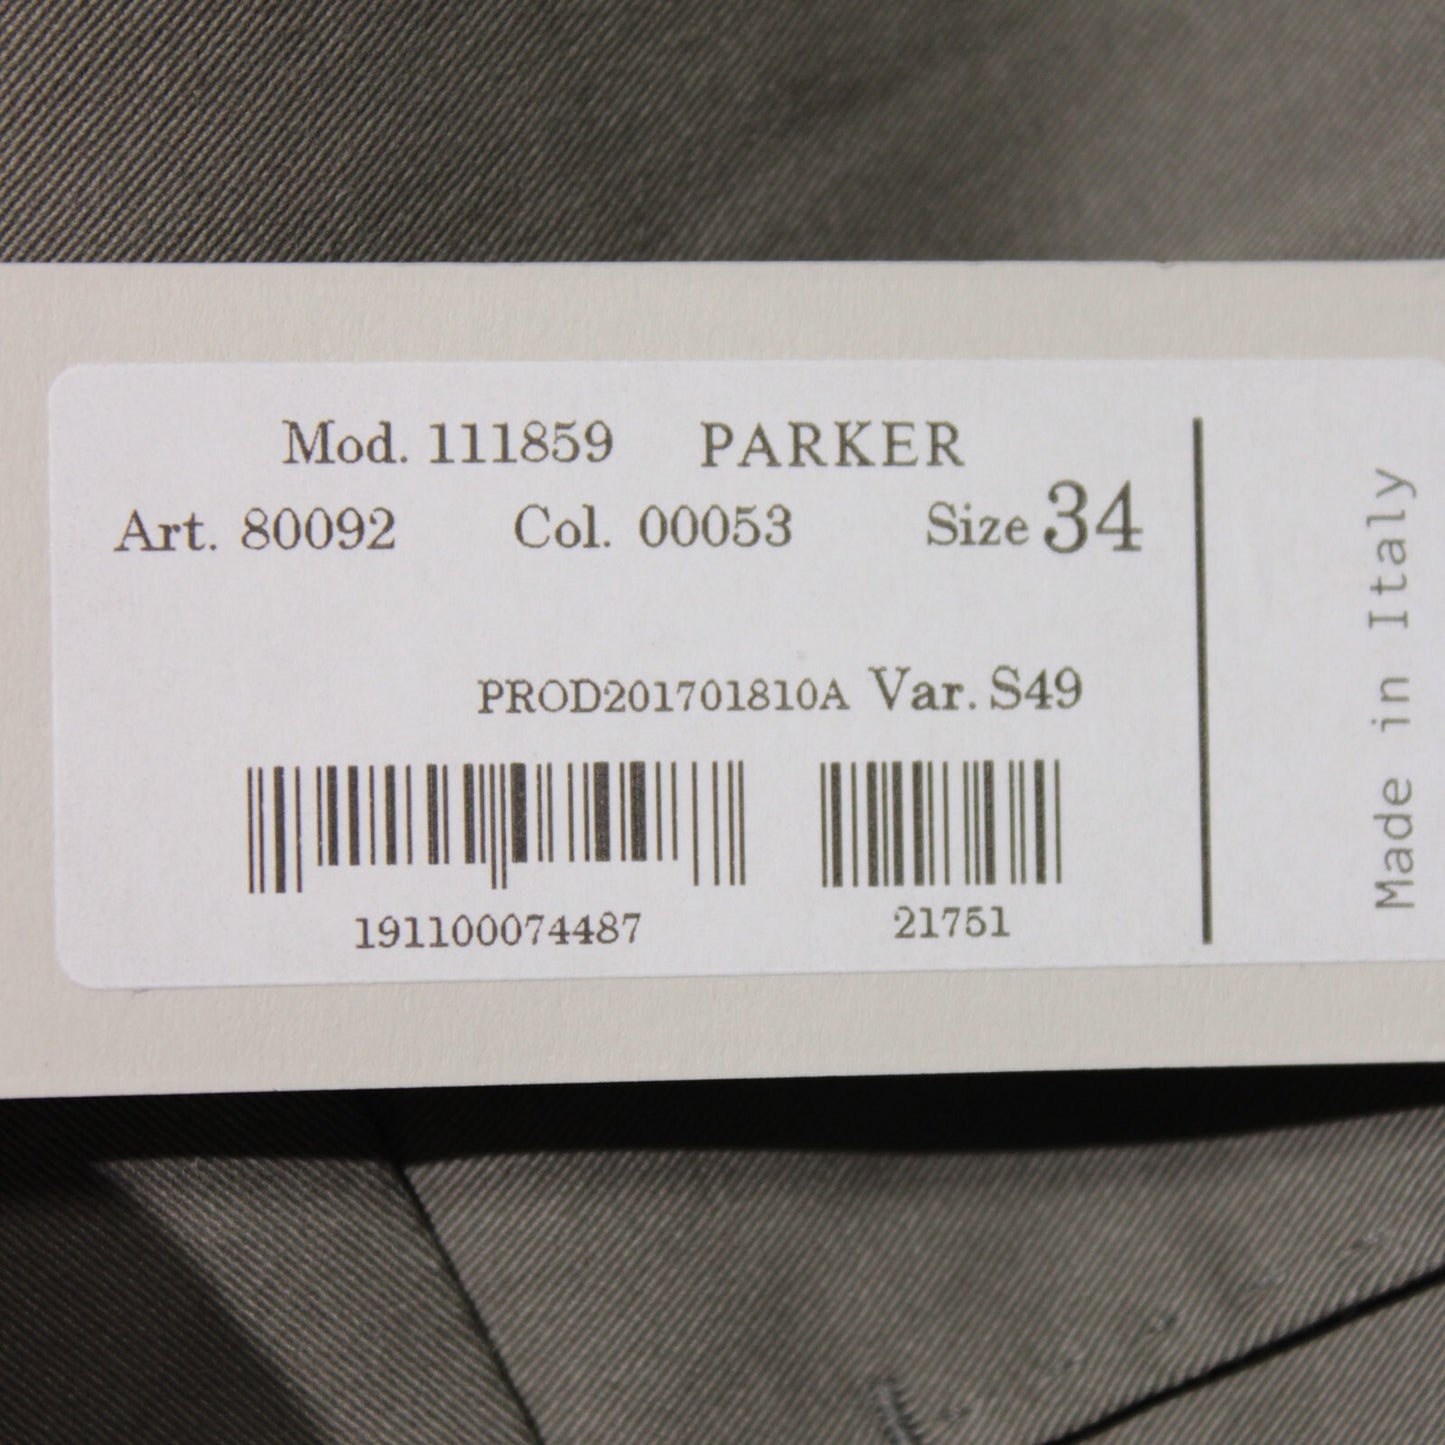 Mod. 111859 PARKER
Art. 80092 Col. 00053 Size 34
PROD201701810A Var. S49
191100074487 21751
Made in Italy